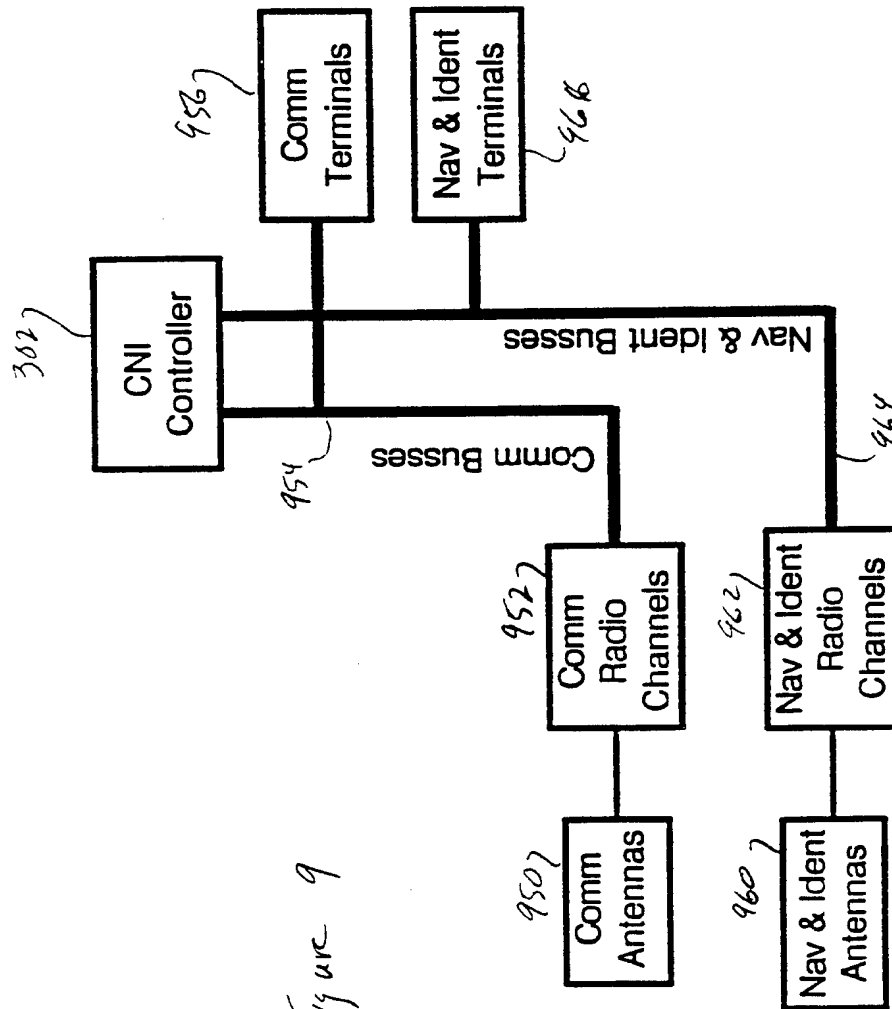 302
CNI
Controller
956
Comm
Terminals
Nav & Ident
Terminals
954
Comm Busses
Nav & Ident Busses
952
Comm
Radio
Channels
962
Nav & Ident
Radio
Channels
964
950
Comm
Antennas
960
Nav & Ident
Antennas
Figure 9